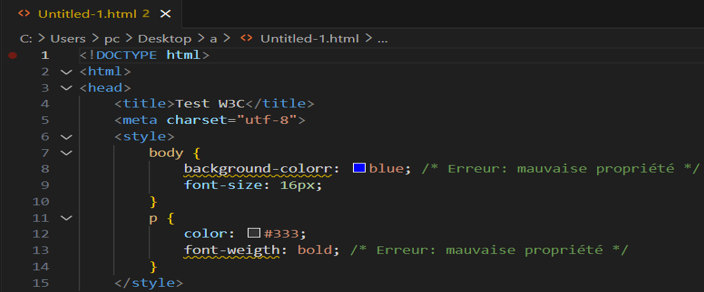 <> Untitled-1.html 2 ×
C: > Users > pc > Desktop > a > <> Untitled-1.html > ...
1 <!DOCTYPE html>
2 <html>
3 <head>
4 <title>Test W3C</title>
5 <meta charset="utf-8">
6 <style>
7 body {
8 background-colorr: blue; /* Erreur: mauvaise propriété */
9 font-size: 16px;
10 }
11 p {
12 color: #333;
13 font-weigth: bold; /* Erreur: mauvaise propriété */
14 }
15 </style>